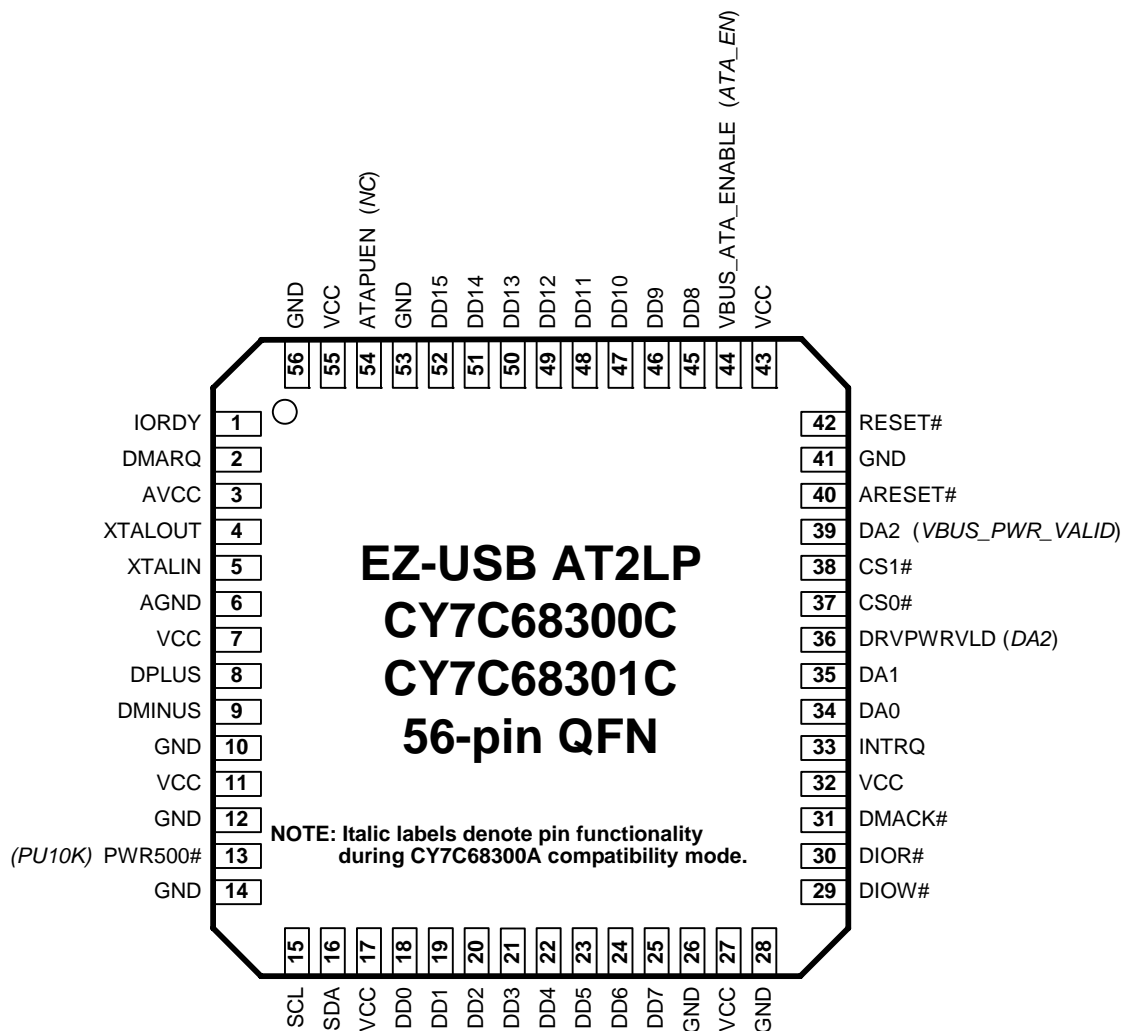 GND
VCC
ATAPUEN (NC)
GND
DD15
DD14
DD13
DD12
DD11
DD10
DD9
DD8
VBUS_ATA_ENABLE (ATA_EN)
VCC
56
55
54
53
52
51
50
49
48
47
46
45
44
43
IORDY 1
DMARQ 2
AVCC 3
XTALOUT 4
XTALIN 5
AGND 6
VCC 7
DPLUS 8
DMINUS 9
GND 10
VCC 11
GND 12
(PU10K) PWR500# 13
GND 14
EZ-USB AT2LP
CY7C68300C
CY7C68301C
56-pin QFN
NOTE: Italic labels denote pin functionality
during CY7C68300A compatibility mode.
42 RESET#
41 GND
40 ARESET#
39 DA2 (VBUS_PWR_VALID)
38 CS1#
37 CS0#
36 DRVPWRVLD (DA2)
35 DA1
34 DA0
33 INTRQ
32 VCC
31 DMACK#
30 DIOR#
29 DIOW#
15
16
17
18
19
20
21
22
23
24
25
26
27
28
SCL
SDA
VCC
DD0
DD1
DD2
DD3
DD4
DD5
DD6
DD7
GND
VCC
GND